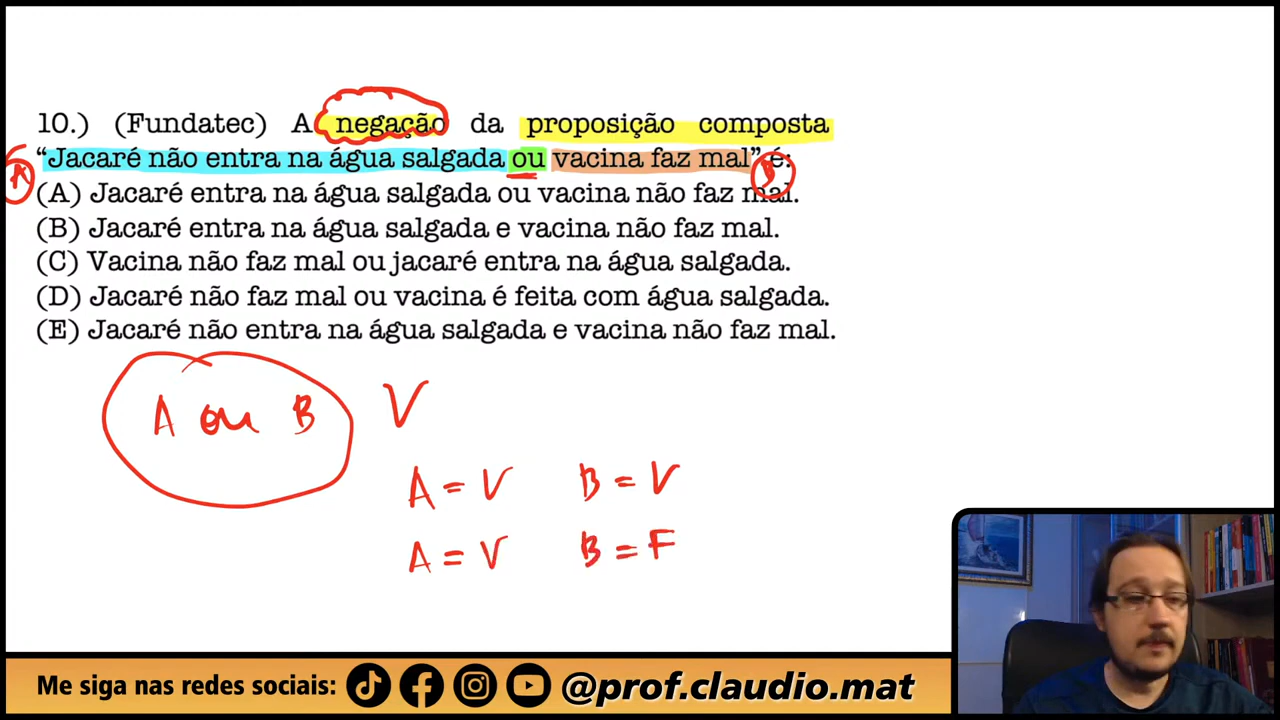 10.) (Fundatec) A negação da proposição composta
“Jacaré não entra na água salgada ou vacina faz mal” é:
A
B
(A) Jacaré entra na água salgada ou vacina não faz mal.
(B) Jacaré entra na água salgada e vacina não faz mal.
(C) Vacina não faz mal ou jacaré entra na água salgada.
(D) Jacaré não faz mal ou vacina é feita com água salgada.
(E) Jacaré não entra na água salgada e vacina não faz mal.
A ou B V
A = V B = V
A = V B = F
Me siga nas redes sociais: @prof.claudio.mat